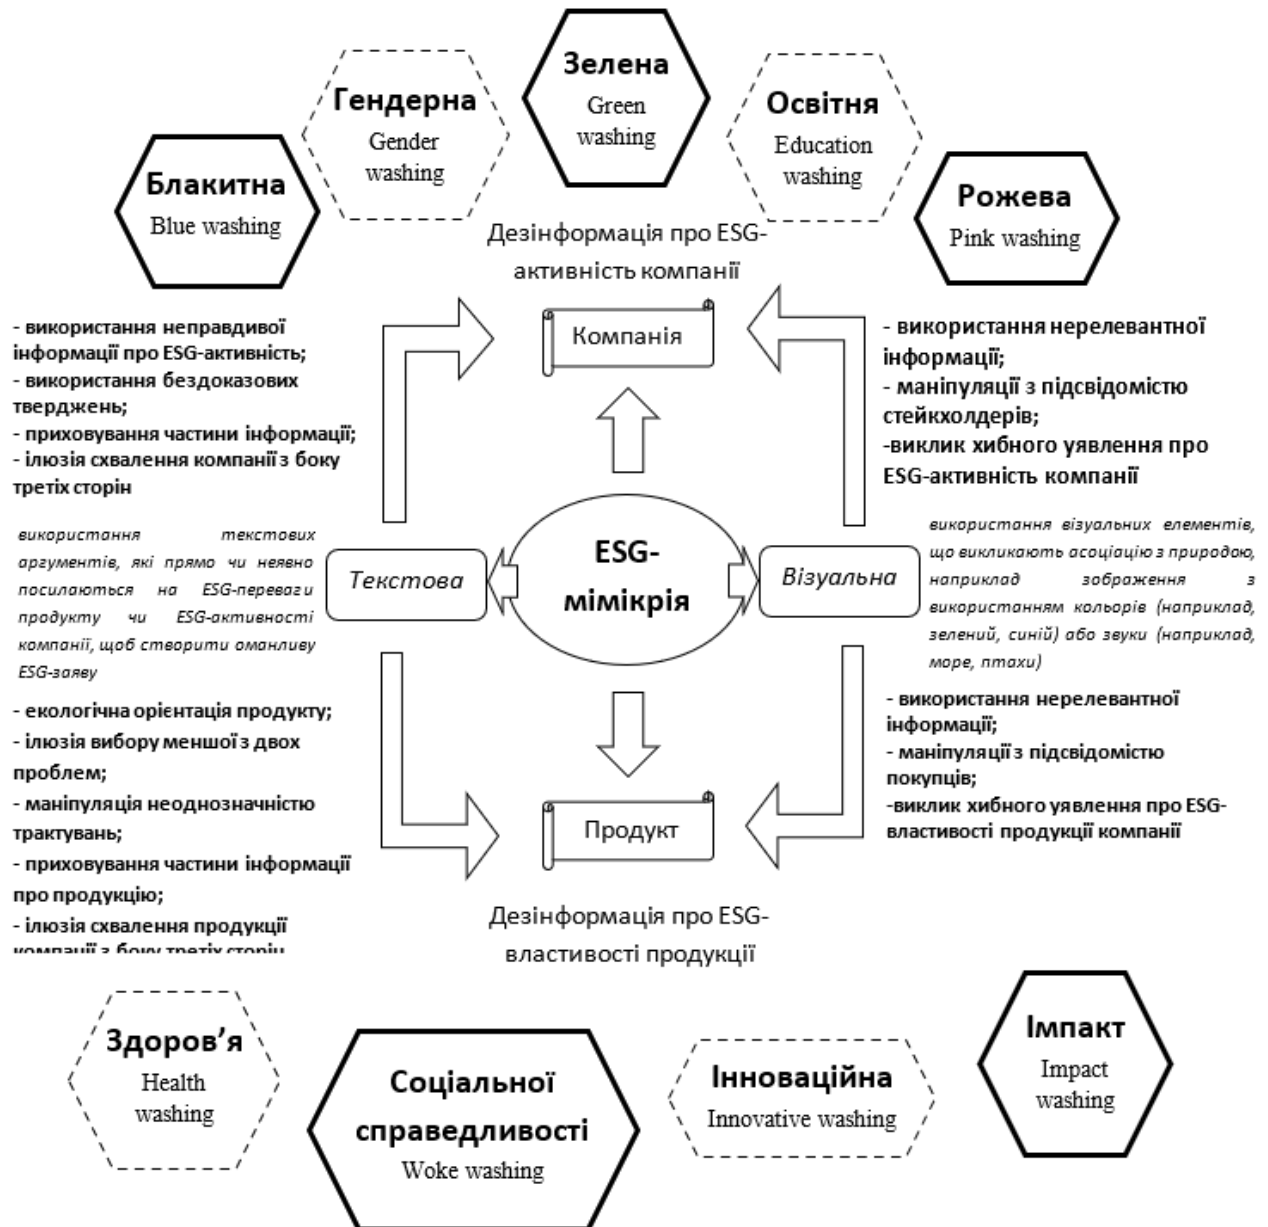 Зелена
Green
washing
Гендерна
Gender
washing
Освітня
Education
washing
Блакитна
Blue washing
Рожева
Pink washing
Дезінформація про ESG-
активність компанії
Компанія
- використання неправдивої
інформації про ESG-активність;
- використання бездоказових
тверджень;
- приховування частини інформації;
- ілюзія схвалення компанії з боку
третіх сторін
- використання нерелевантної
інформації;
- маніпуляції з підсвідомістю
стейкхолдерів;
-виклик хибного уявлення про
ESG-активність компанії
використання текстових
аргументів, які прямо чи неявно
посилаються на ESG-переваги
продукту чи ESG-активності
компанії, щоб створити оманливу
ESG-заяву
Текстова
ESG-
мімікрія
Візуальна
використання візуальних елементів,
що викликають асоціацію з природою,
наприклад зображення з
використанням кольорів (наприклад,
зелений, синій) або звуки (наприклад,
море, птахи)
- екологічна орієнтація продукту;
- ілюзія вибору меншої з двох
проблем;
- маніпуляція неоднозначністю
трактувань;
- приховування частини інформації
про продукцію;
- ілюзія схвалення продукції
компанії з боку третіх сторін
- використання нерелевантної
інформації;
- маніпуляції з підсвідомістю
покупців;
-виклик хибного уявлення про ESG-
властивості продукції компанії
Продукт
Дезінформація про ESG-
властивості продукції
Здоров’я
Health
washing
Соціальної
справедливості
Woke washing
Інноваційна
Innovative washing
Імпакт
Impact
washing